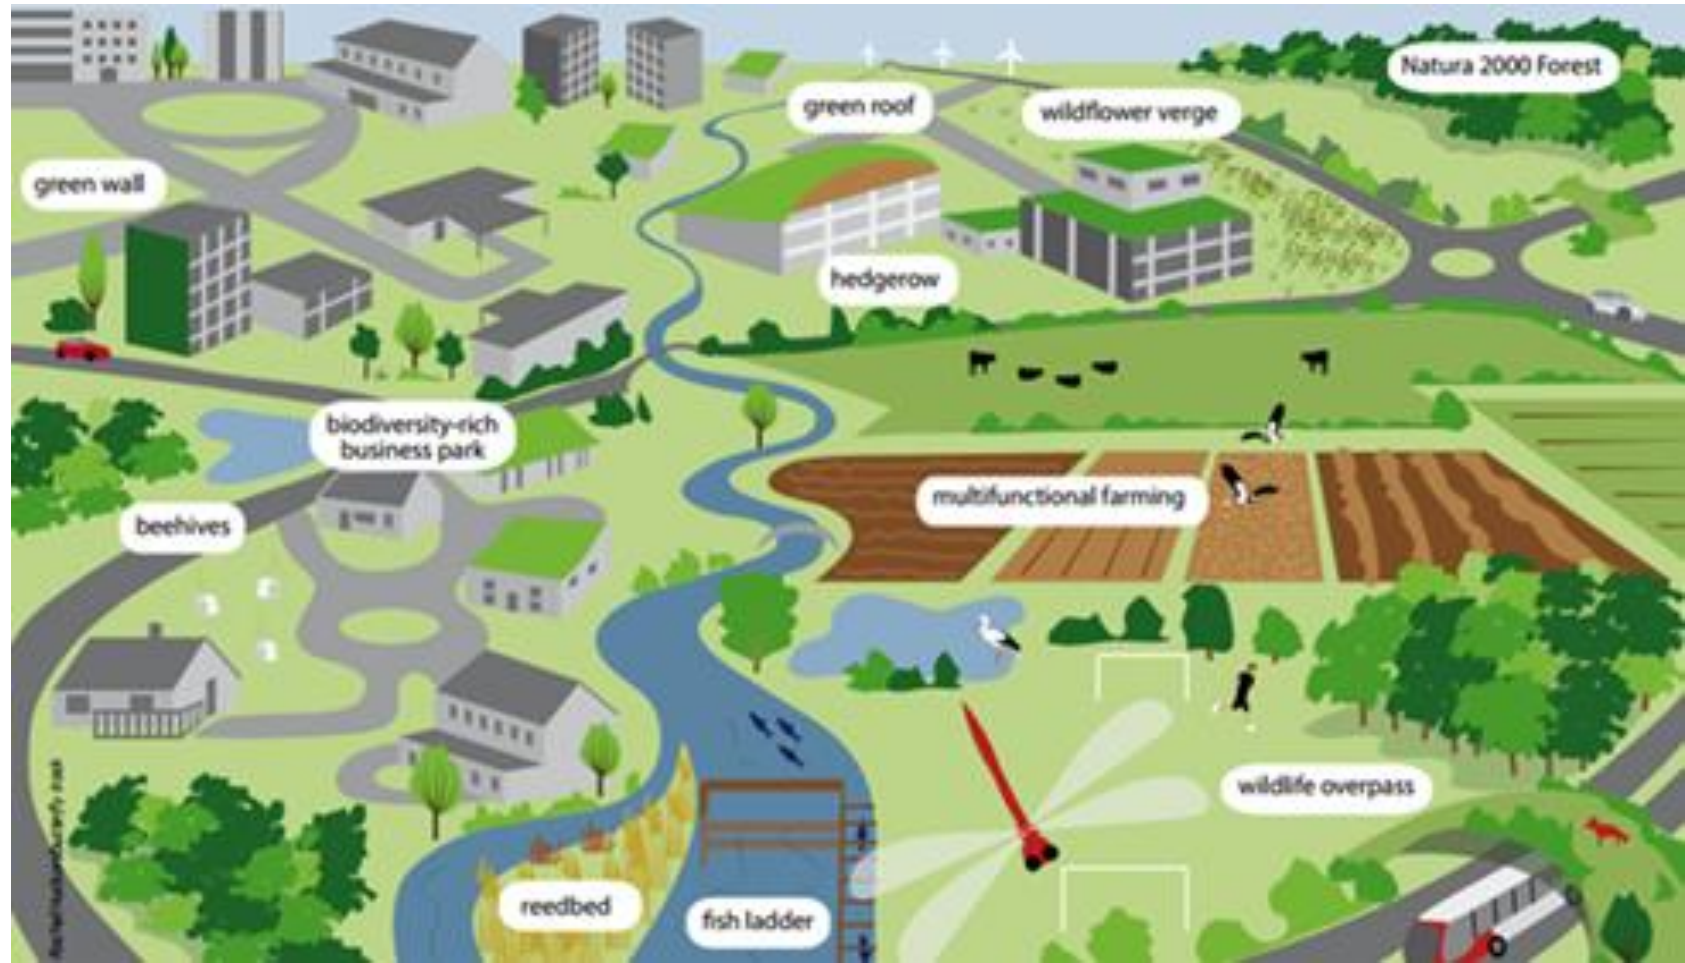 Natura 2000 Forest
green roof
wildflower verge
green wall
hedgerow
biodiversity-rich
business park
multifunctional farming
beehives
wildlife overpass
reedbed
fish ladder